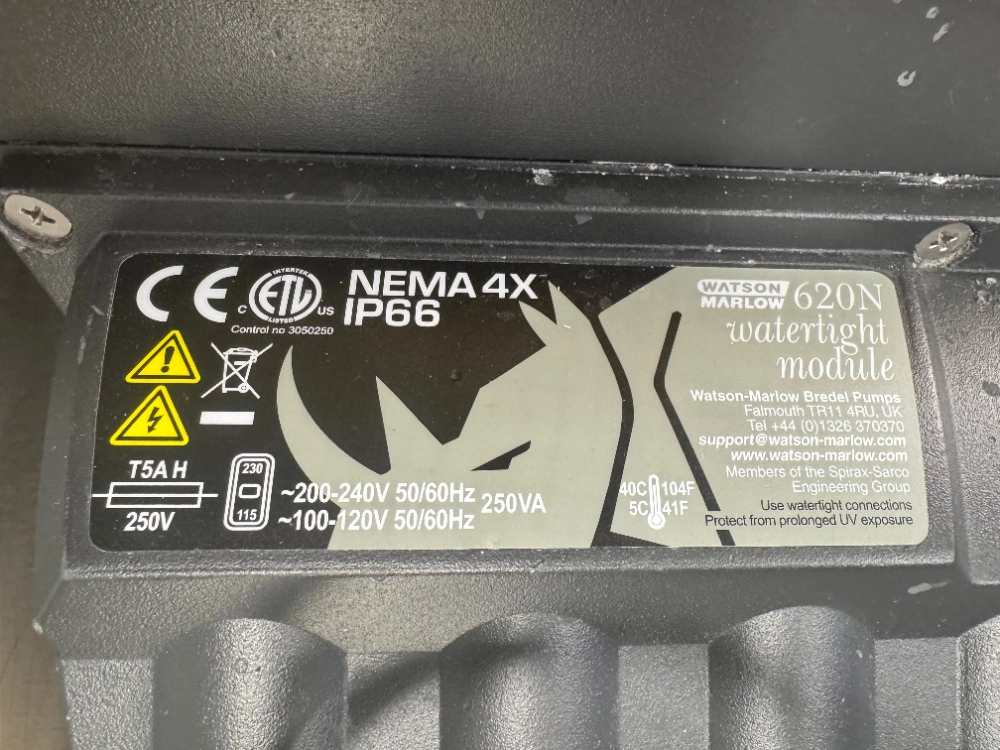 CE
INTERTEK
ETL
C US
LISTED
Control no 3050250
NEMA 4X
IP66
T5A H
250V
230
115
~200-240V 50/60Hz
~100-120V 50/60Hz
250VA
40C 104F
5C 41F
WATSON
MARLOW
620N
watertight
module
Watson-Marlow Bredel Pumps
Falmouth TR11 4RU, UK
Tel +44 (0)1326 370370
support@watson-marlow.com
www.watson-marlow.com
Members of the Spirax-Sarco
Engineering Group
Use watertight connections
Protect from prolonged UV exposure